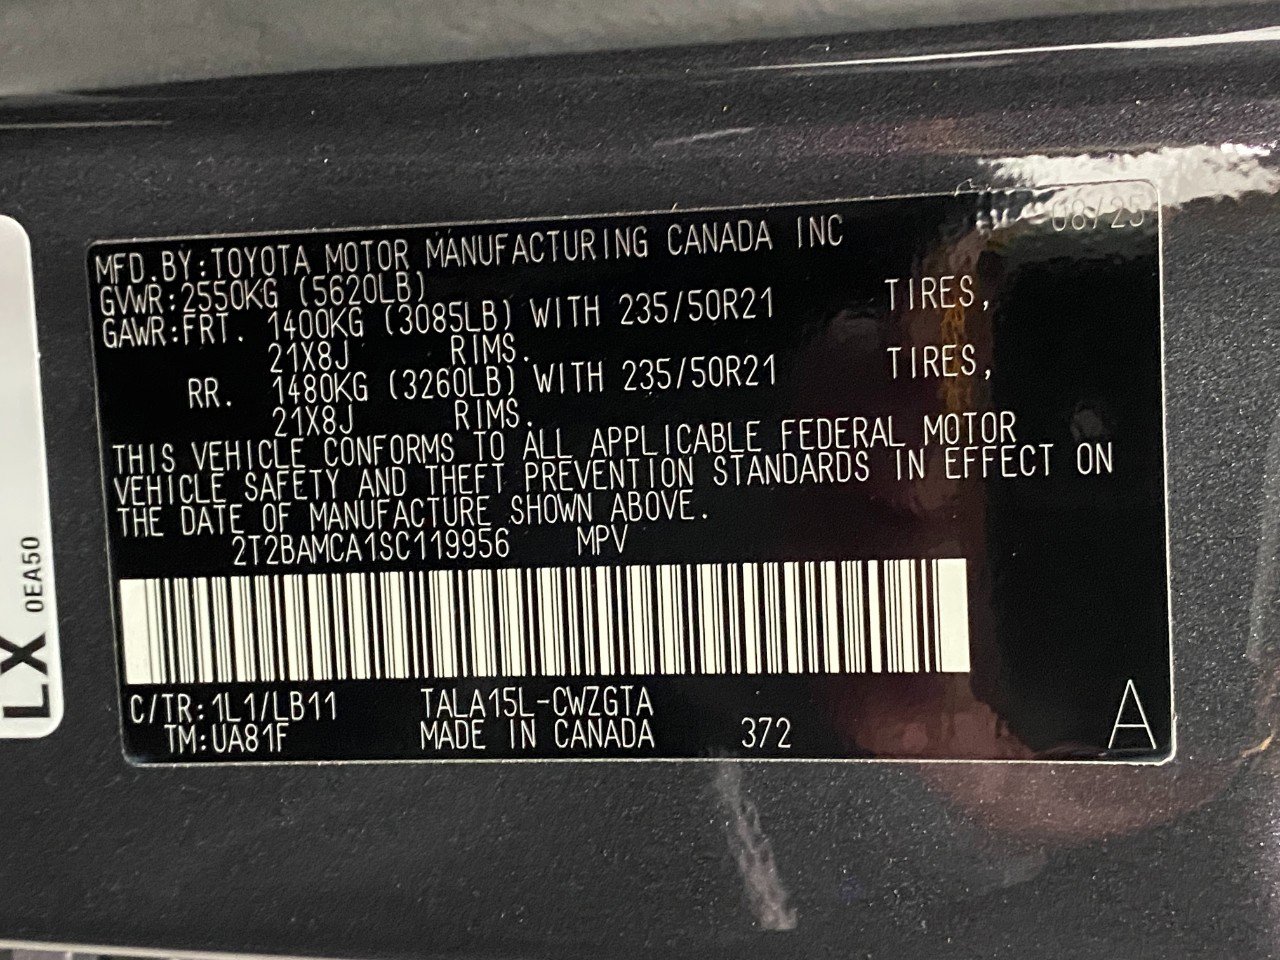 08/25
MFD.BY:TOYOTA MOTOR MANUFACTURING CANADA INC
GVWR:2550KG (5620LB)
GAWR:FRT. 1400KG (3085LB) WITH 235/50R21 TIRES,
21X8J RIMS.
RR. 1480KG (3260LB) WITH 235/50R21 TIRES,
21X8J RIMS.
THIS VEHICLE CONFORMS TO ALL APPLICABLE FEDERAL MOTOR
VEHICLE SAFETY AND THEFT PREVENTION STANDARDS IN EFFECT ON
THE DATE OF MANUFACTURE SHOWN ABOVE.
2T2BAMCA1SC119956 MPV
C/TR:1L1/LB11 TALA15L-CWZGTA
TM:UA81F MADE IN CANADA 372
A
LX
0EA50